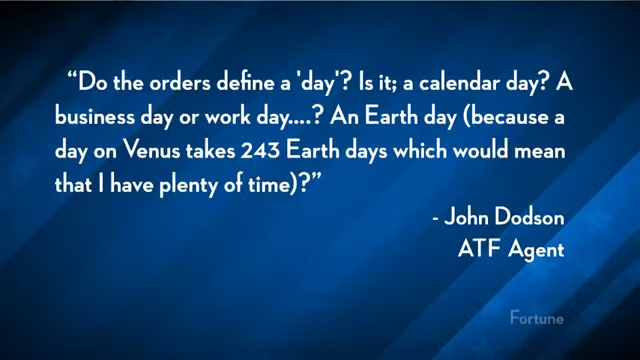 “Do the orders define a 'day'? Is it; a calendar day? A
business day or work day....? An Earth day (because a
day on Venus takes 243 Earth days which would mean
that I have plenty of time)?”
- John Dodson
ATF Agent
Fortune